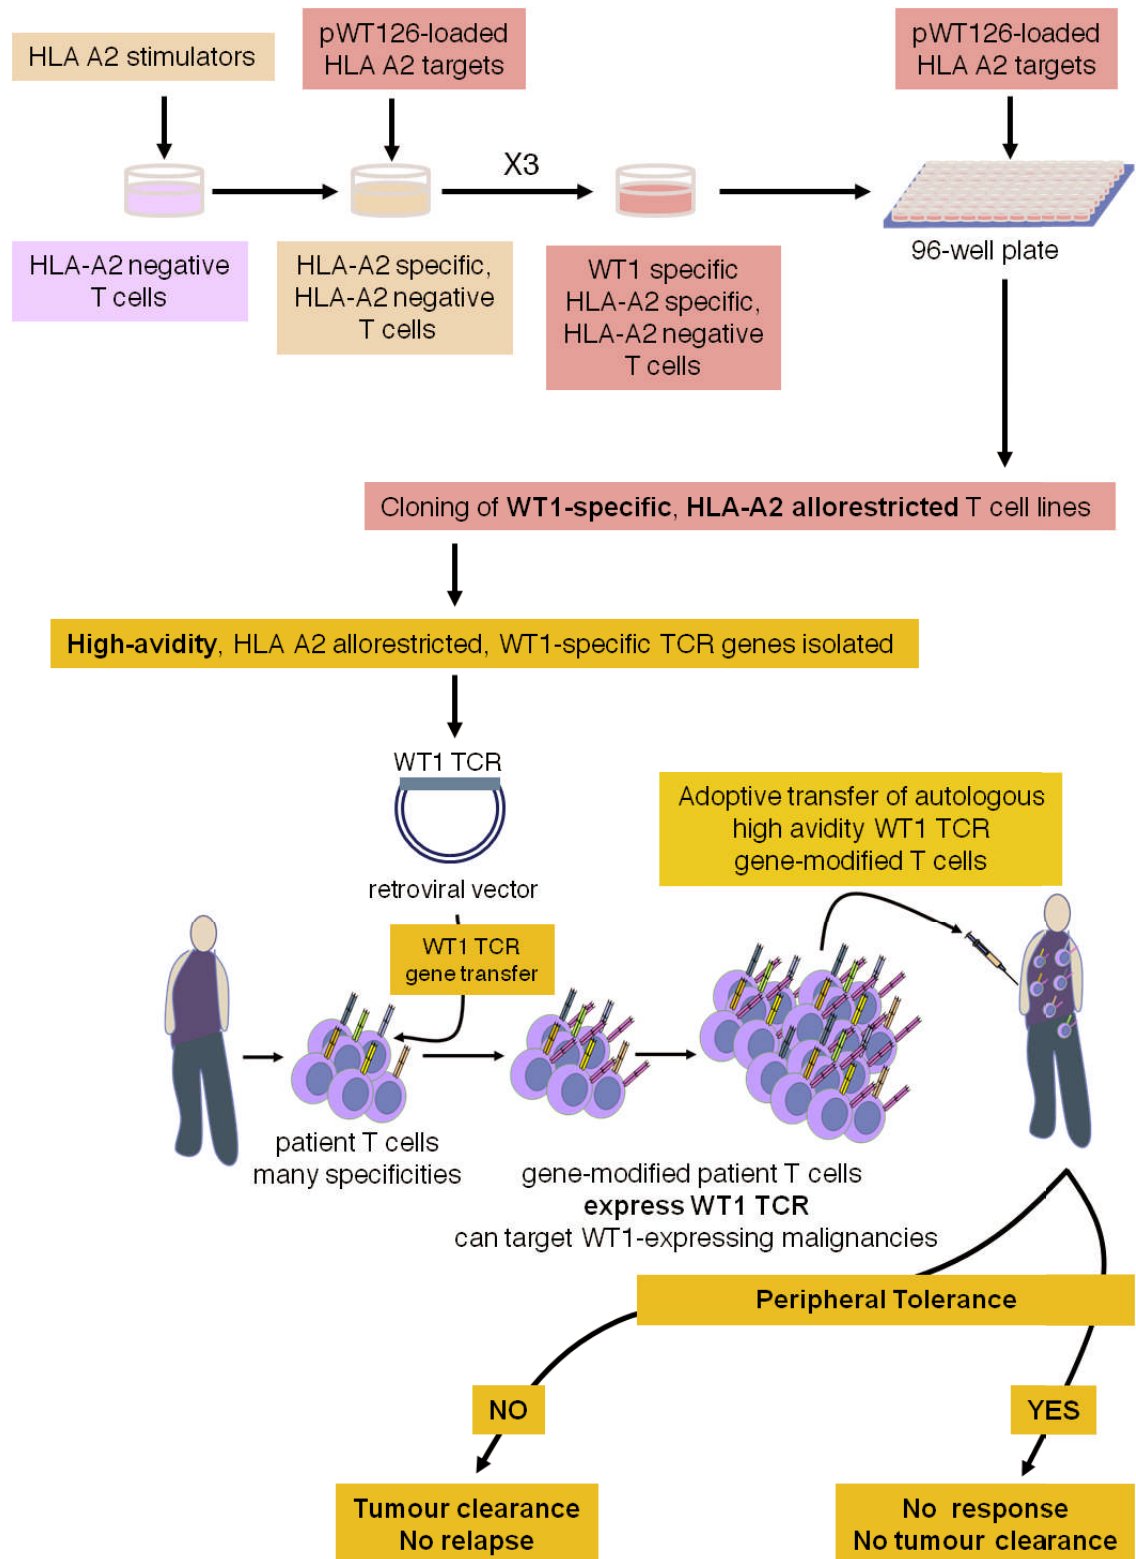 HLA A2 stimulators
pWT126-loaded
HLA A2 targets
pWT126-loaded
HLA A2 targets
X3
HLA-A2 negative
T cells
HLA-A2 specific,
HLA-A2 negative
T cells
WT1 specific
HLA-A2 specific,
HLA-A2 negative
T cells
96-well plate
Cloning of WT1-specific, HLA-A2 allorestricted T cell lines
High-avidity, HLA A2 allorestricted, WT1-specific TCR genes isolated
WT1 TCR
retroviral vector
WT1 TCR
gene transfer
Adoptive transfer of autologous
high avidity WT1 TCR
gene-modified T cells
patient T cells
many specificities
gene-modified patient T cells
express WT1 TCR
can target WT1-expressing malignancies
Peripheral Tolerance
NO
YES
Tumour clearance
No relapse
No response
No tumour clearance